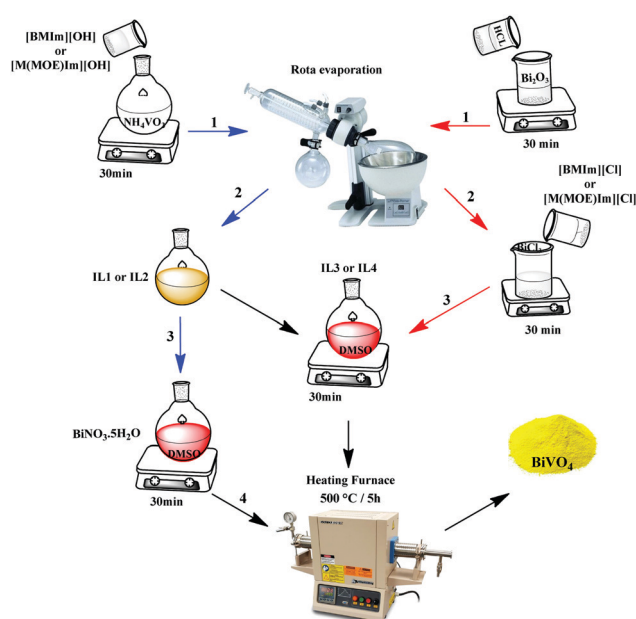 [BMIm][OH]
or
[M(MOE)Im][OH]
NH₄VO₃
30min
1
Rota evaporation
HCL
Bi₂O₃
1
30 min
2
2
[BMIm][Cl]
or
[M(MOE)Im][Cl]
BiCl₃
30 min
IL1 or IL2
IL3 or IL4
DMSO
30min
3
3
BiNO₃.5H₂O
DMSO
30min
4
Heating Furnace
500 °C / 5h
BiVO₄